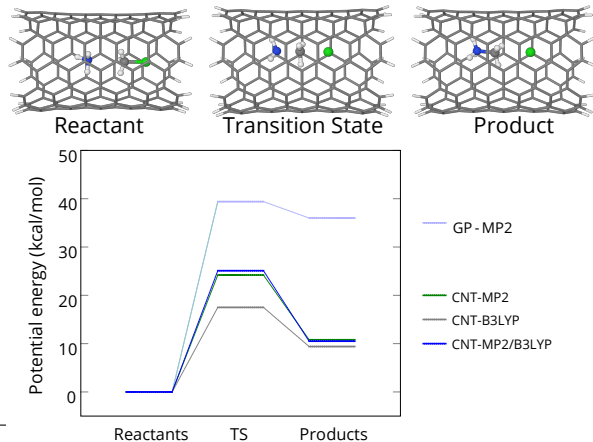 Reactant
Transition State
Product
Potential energy (kcal/mol)
50
40
30
20
10
0
Reactants
TS
Products
GP - MP2
CNT-MP2
CNT-B3LYP
CNT-MP2/B3LYP